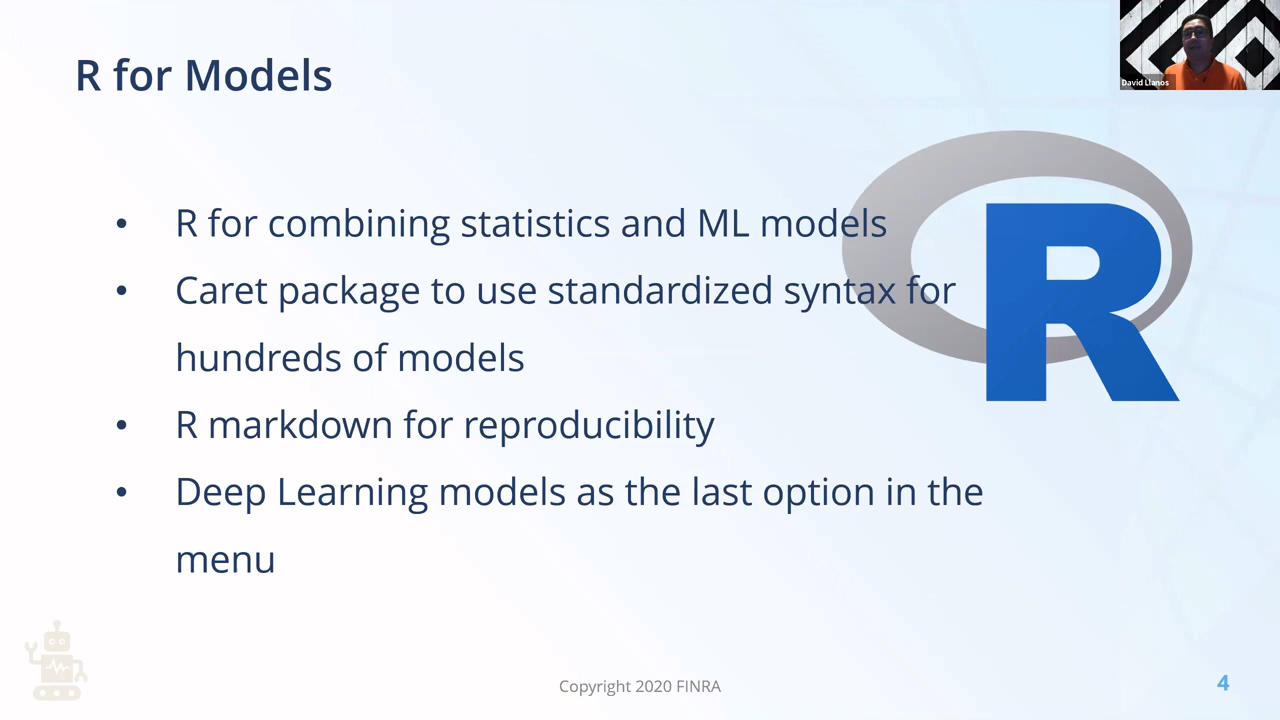 R for Models
David Llanos
• R for combining statistics and ML models
• Caret package to use standardized syntax for
hundreds of models
• R markdown for reproducibility
• Deep Learning models as the last option in the
menu
R
Copyright 2020 FINRA
4